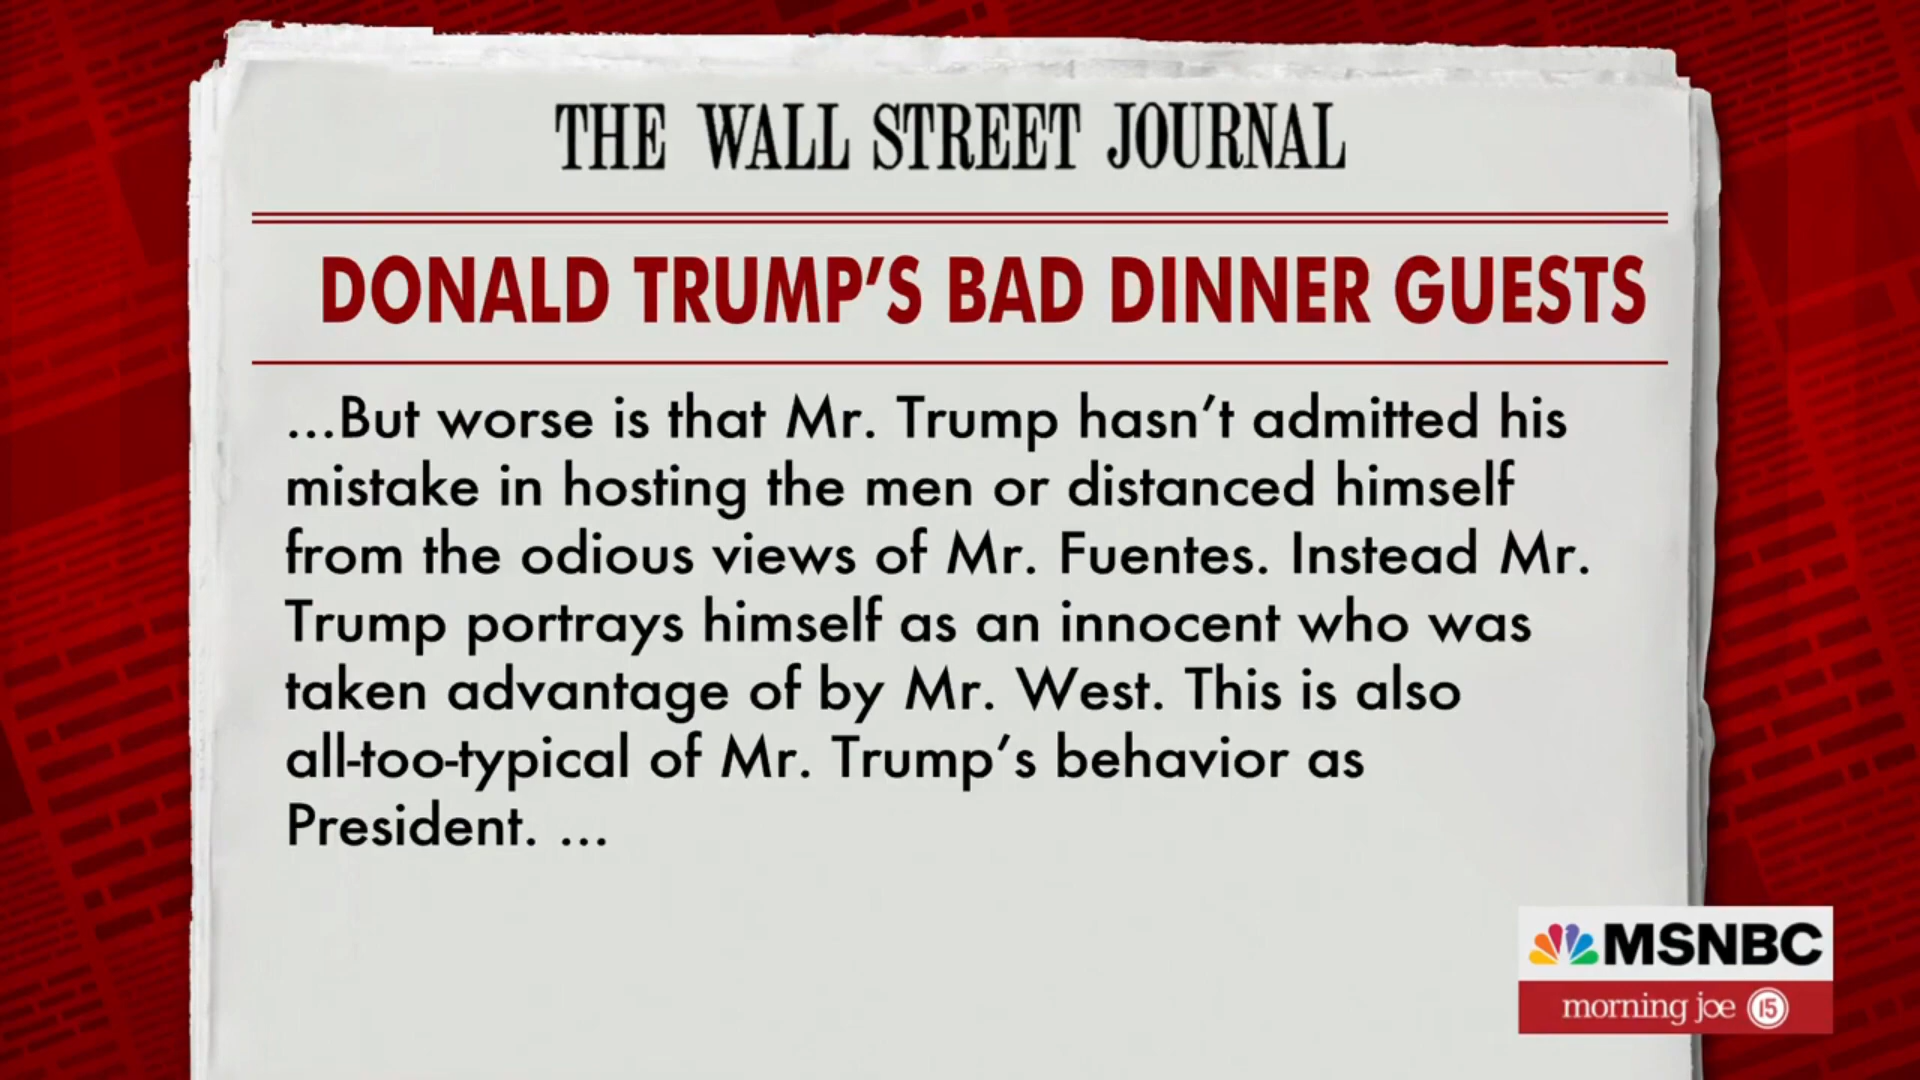 THE WALL STREET JOURNAL
DONALD TRUMP’S BAD DINNER GUESTS
...But worse is that Mr. Trump hasn’t admitted his
mistake in hosting the men or distanced himself
from the odious views of Mr. Fuentes. Instead Mr.
Trump portrays himself as an innocent who was
taken advantage of by Mr. West. This is also
all-too-typical of Mr. Trump’s behavior as
President. ...
MSNBC
morning joe 15